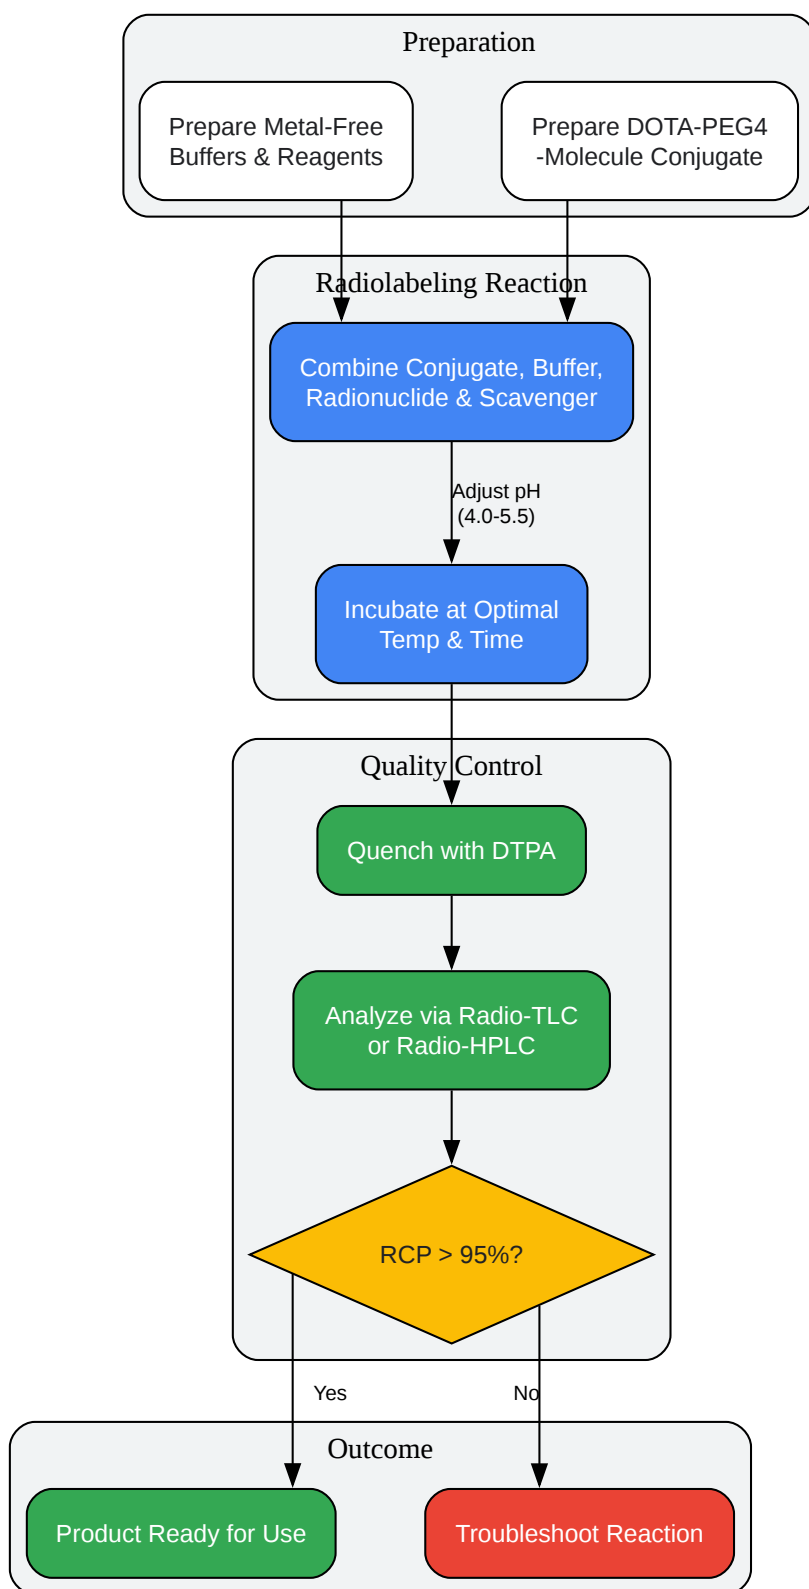 Preparation
Prepare Metal-Free
Buffers & Reagents
Prepare DOTA-PEG4
-Molecule Conjugate
Radiolabeling Reaction
Combine Conjugate, Buffer,
Radionuclide & Scavenger
Adjust pH
(4.0-5.5)
Incubate at Optimal
Temp & Time
Quality Control
Quench with DTPA
Analyze via Radio-TLC
or Radio-HPLC
RCP > 95%?
Yes
No
Outcome
Product Ready for Use
Troubleshoot Reaction